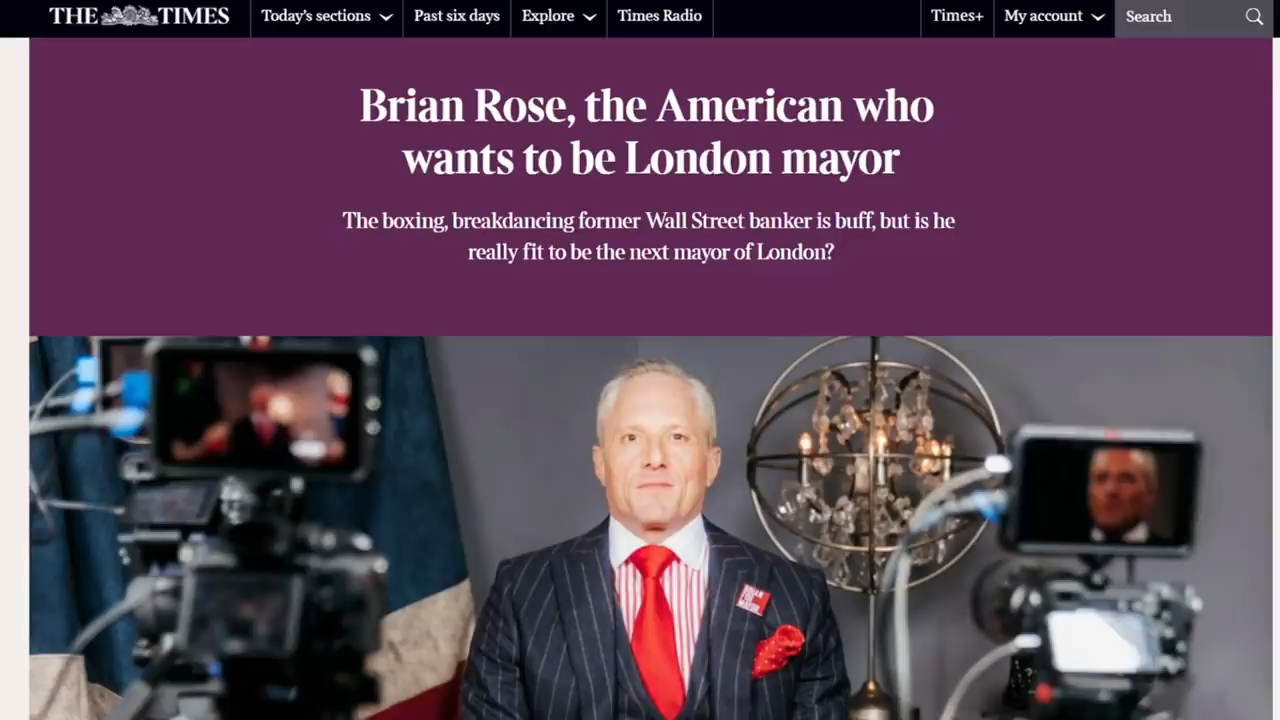 THE TIMES
Today's sections
Past six days
Explore
Times Radio
Times+
My account
Search
Brian Rose, the American who
wants to be London mayor
The boxing, breakdancing former Wall Street banker is buff, but is he
really fit to be the next mayor of London?